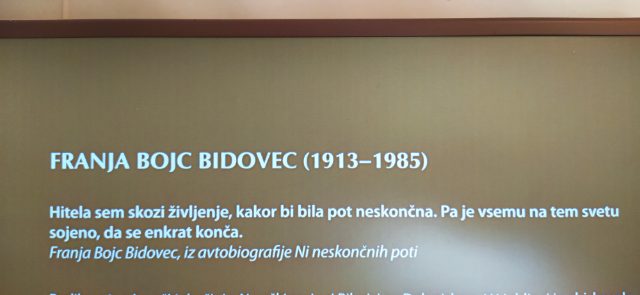 FRANJA BOJC BIDOVEC (1913–1985)
Hitela sem skozi življenje, kakor bi bila pot neskončna. Pa je vsemu na tem svetu
sojeno, da se enkrat konča.
Franja Bojc Bidovec, iz avtobiografije Ni neskončnih poti